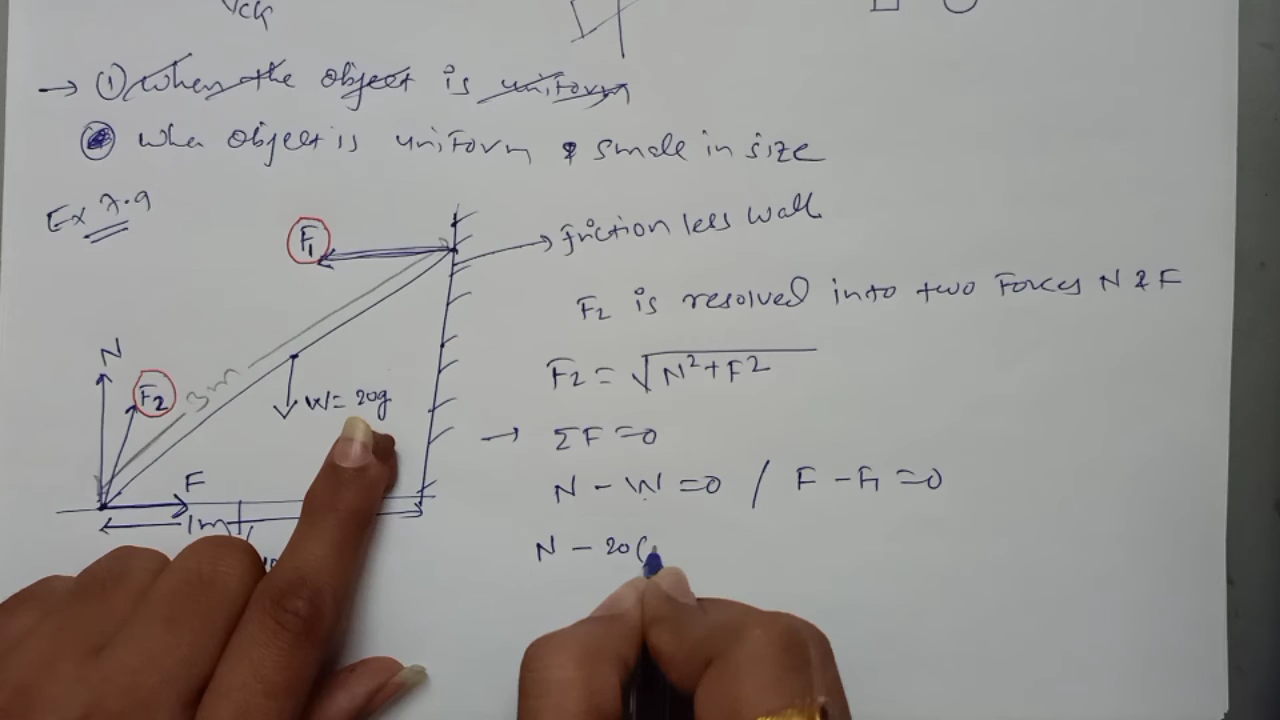 → ① When the object is uniform
when object is uniform & small in size
Ex 7.9
F₁
friction less wall
F₂ is resolved into two Forces N & F
N
F₂
3m
W = 20g
F₂ = √N²+F²
→ ΣF = 0
F
N - W = 0 / F - F₁ = 0
1m
N - 20(